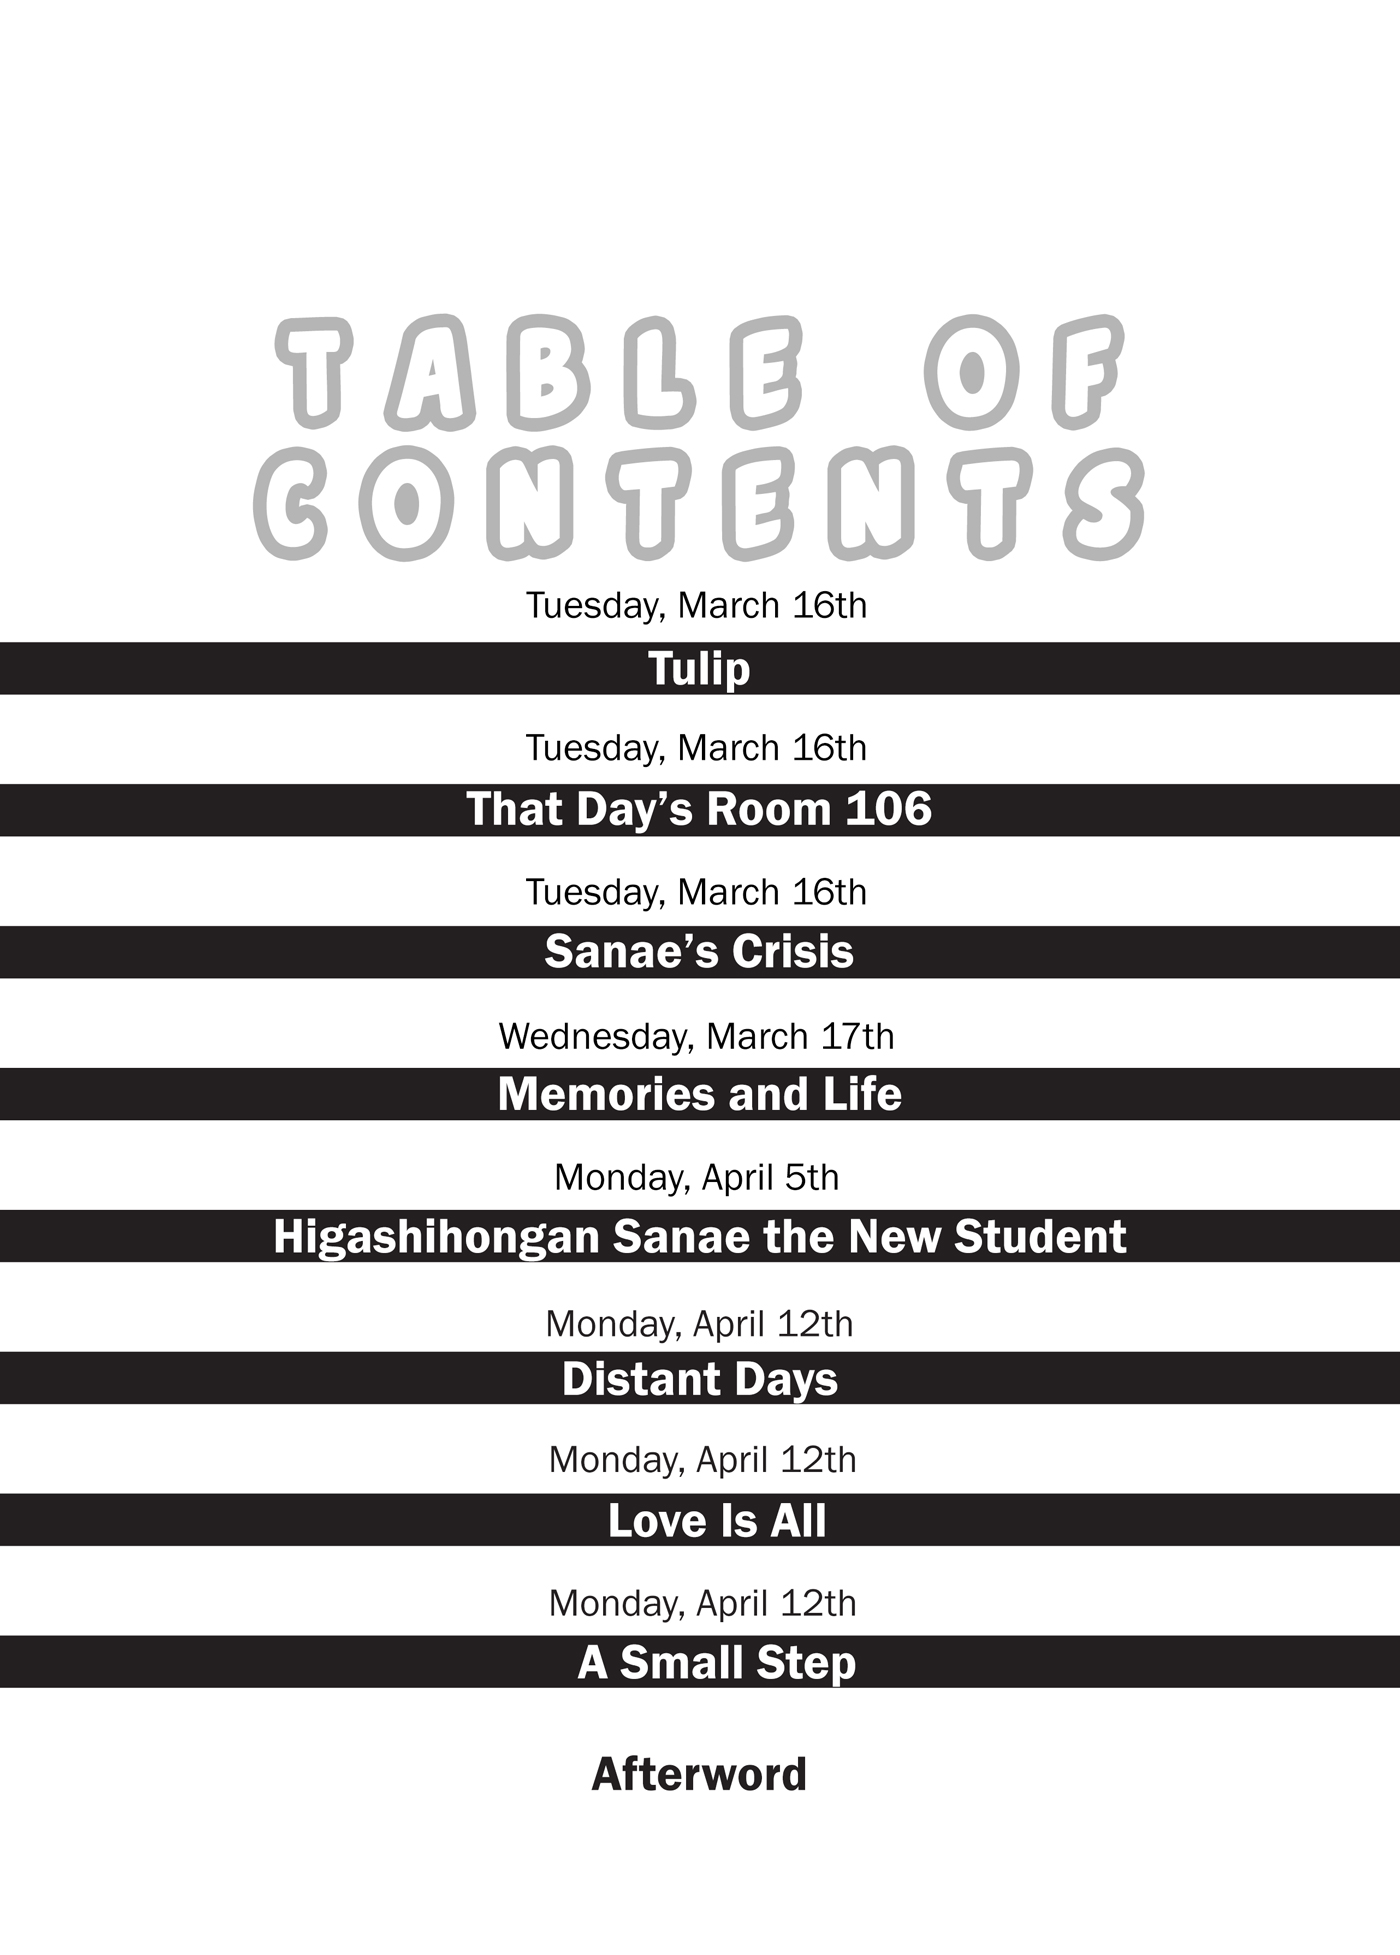 TABLE OF
CONTENTS
Tuesday, March 16th
Tulip
Tuesday, March 16th
That Day’s Room 106
Tuesday, March 16th
Sanae’s Crisis
Wednesday, March 17th
Memories and Life
Monday, April 5th
Higashihongan Sanae the New Student
Monday, April 12th
Distant Days
Monday, April 12th
Love Is All
Monday, April 12th
A Small Step
Afterword